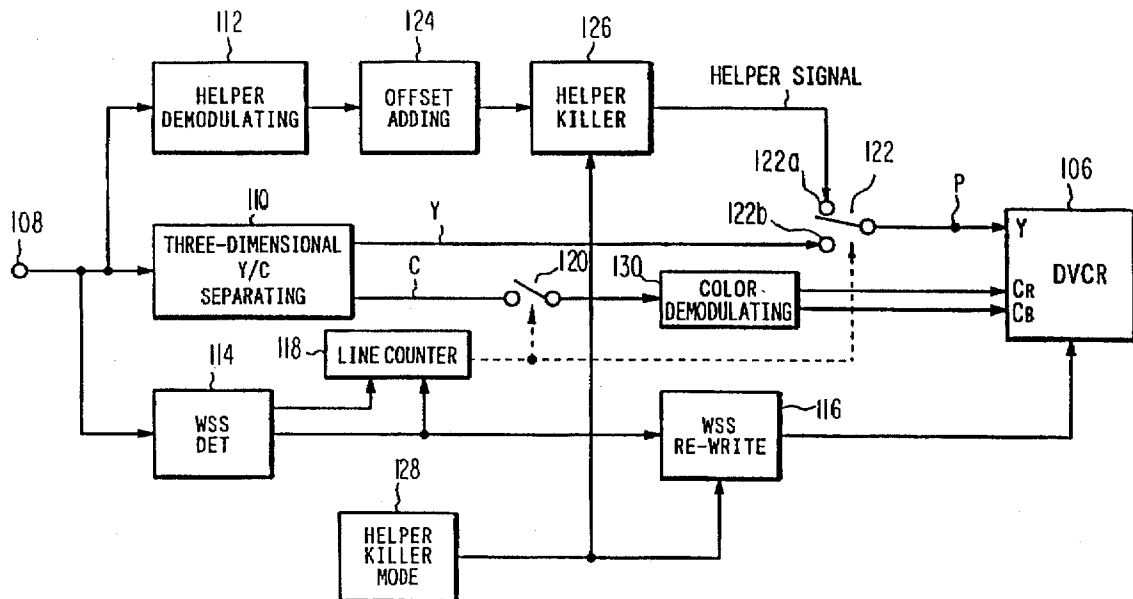 112
124
126
HELPER
DEMODULATING
OFFSET
ADDING
HELPER
KILLER
HELPER SIGNAL
122a
122
122b
P
106
Y
DVCR
CR
CB
108
110
THREE-DIMENSIONAL
Y/C
SEPARATING
Y
C
120
130
COLOR
DEMODULATING
118
LINE COUNTER
114
WSS
DET
116
WSS
RE-WRITE
128
HELPER
KILLER
MODE